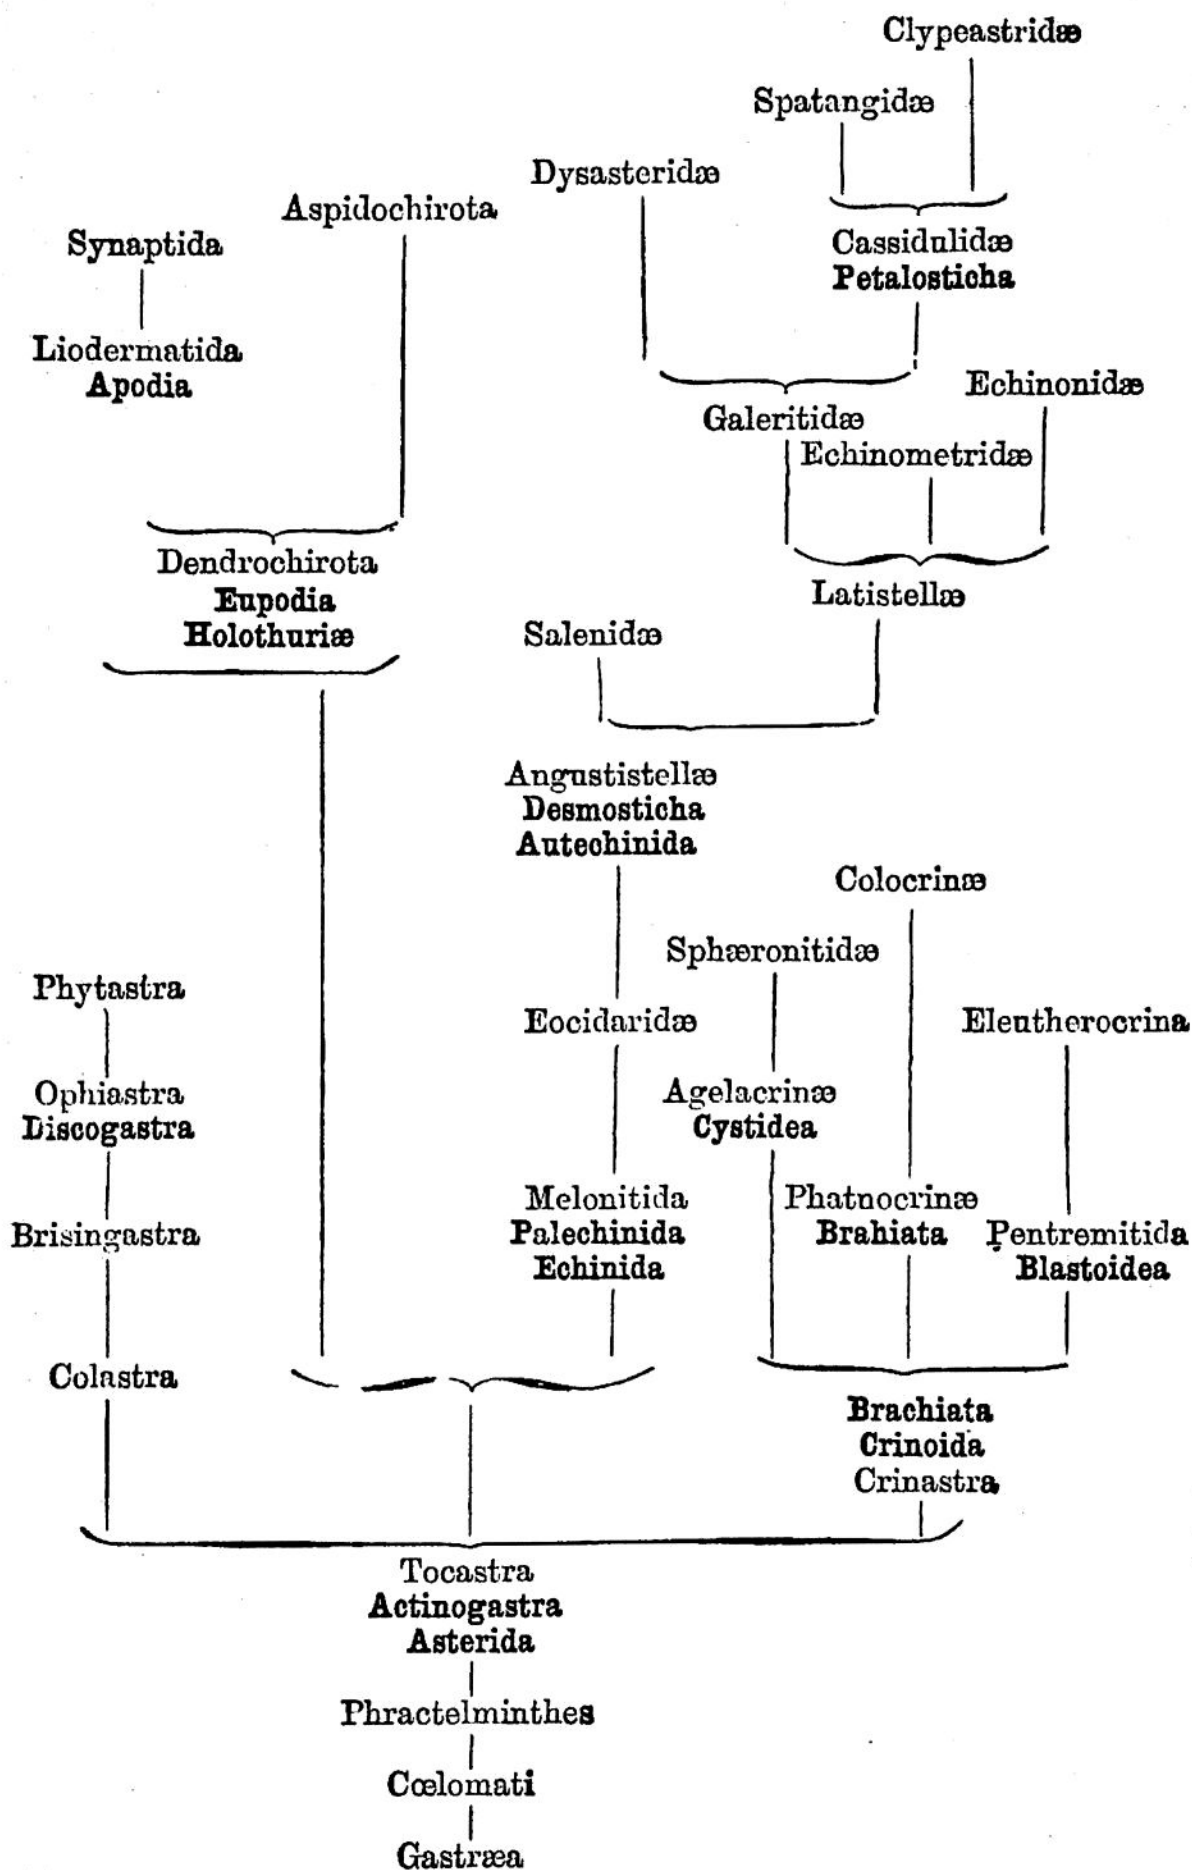 Clypeastridæ
Spatangidæ
Dysasteridæ
Aspidochirota
Synaptida
Cassidulidæ
Petalosticha
Liodermatida
Apodia
Echinonidæ
Galeritidæ
Echinometridæ
Dendrochirota
Eupodia
Holothuriæ
Latistellæ
Salenidæ
Angustistellæ
Desmosticha
Autechinida
Colocrinæ
Sphæronitidæ
Phytastra
Eocidaridæ
Eleutherocrina
Ophiastra
Discogastra
Agelacrinæ
Cystidea
Melonitida
Palechinida
Echinida
Phatnocrinæ
Brahiata
Pentremitida
Blastoidea
Brisingastra
Colastra
Brachiata
Crinoida
Crinastra
Tocastra
Actinogastra
Asterida
Phractelminthes
Cœlomati
Gastræa